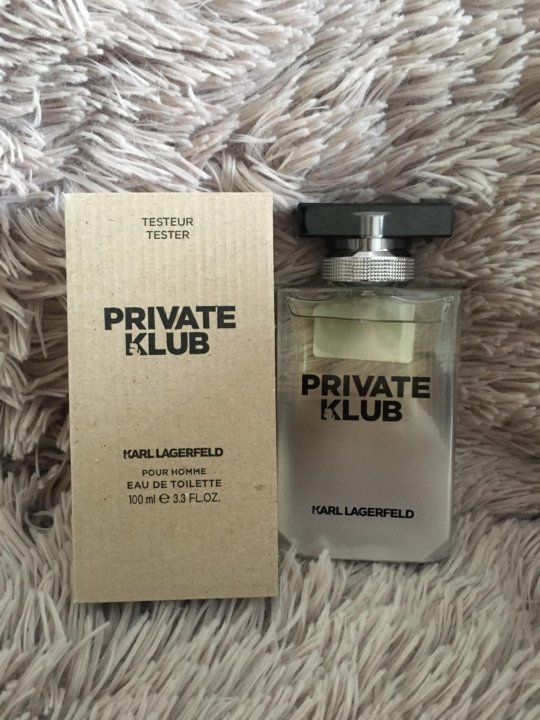 TESTEUR
TESTER
PRIVATE
KLUB
KARL LAGERFELD
POUR HOMME
EAU DE TOILETTE
100 ml e 3.3 FL.OZ.
PRIVATE
KLUB
KARL LAGERFELD